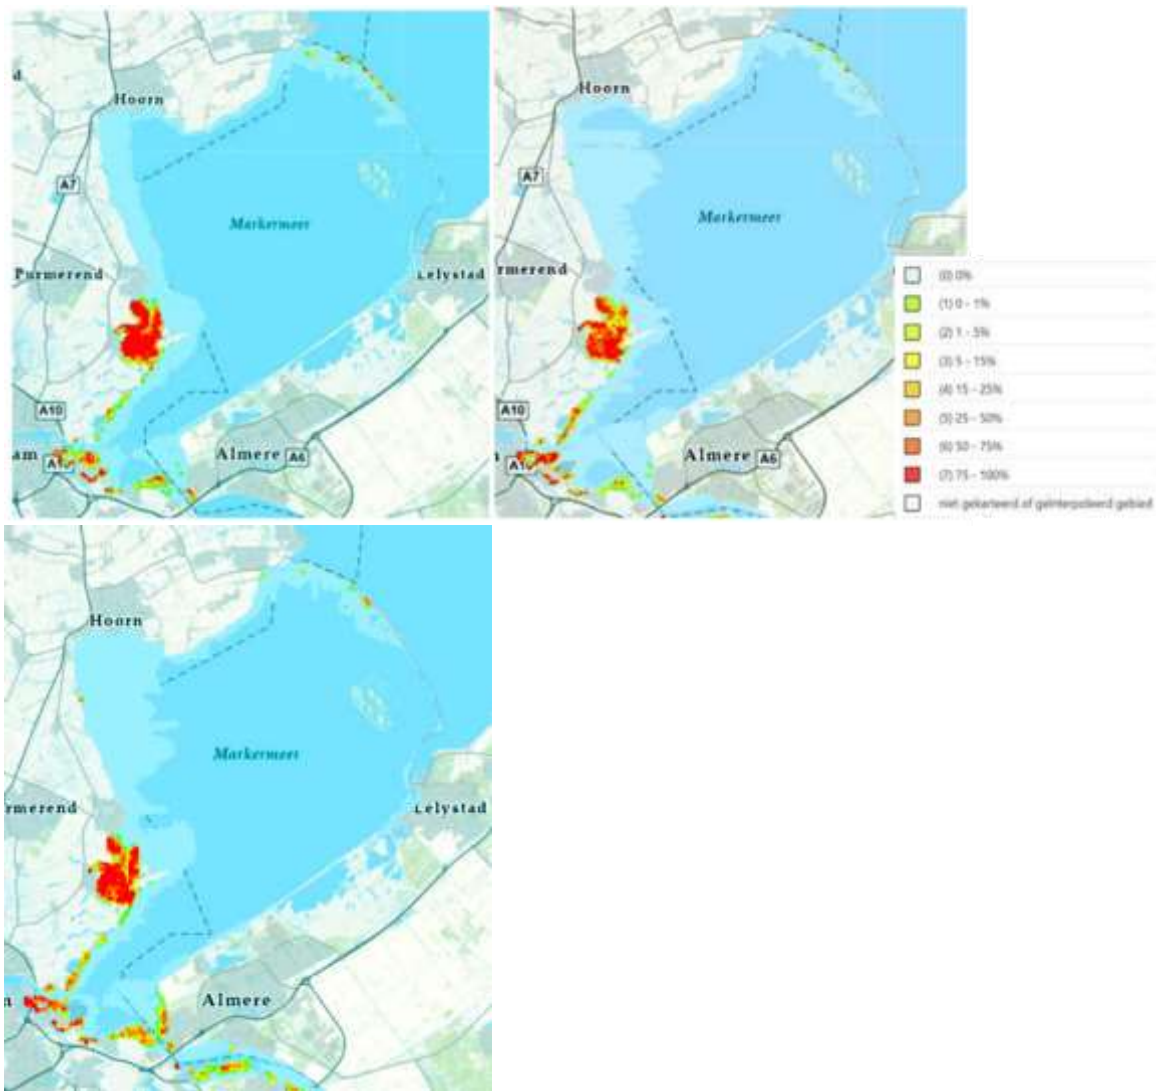 d
Hoorn
A7
Markermeer
Purmerend
Lelystad
A10
am
Almere
A6
Hoorn
A7
Markermeer
rmerend
L
A10
Almere
A6
(0) 0%
(1) 0 - 1%
(2) 1 - 5%
(3) 5 - 15%
(4) 15 - 25%
(5) 25 - 50%
(6) 50 - 75%
(7) 75 - 100%
niet gekarteerd of geïnterpoleerd gebied
Hoorn
Markermeer
rmerend
Lelystad
m
Almere